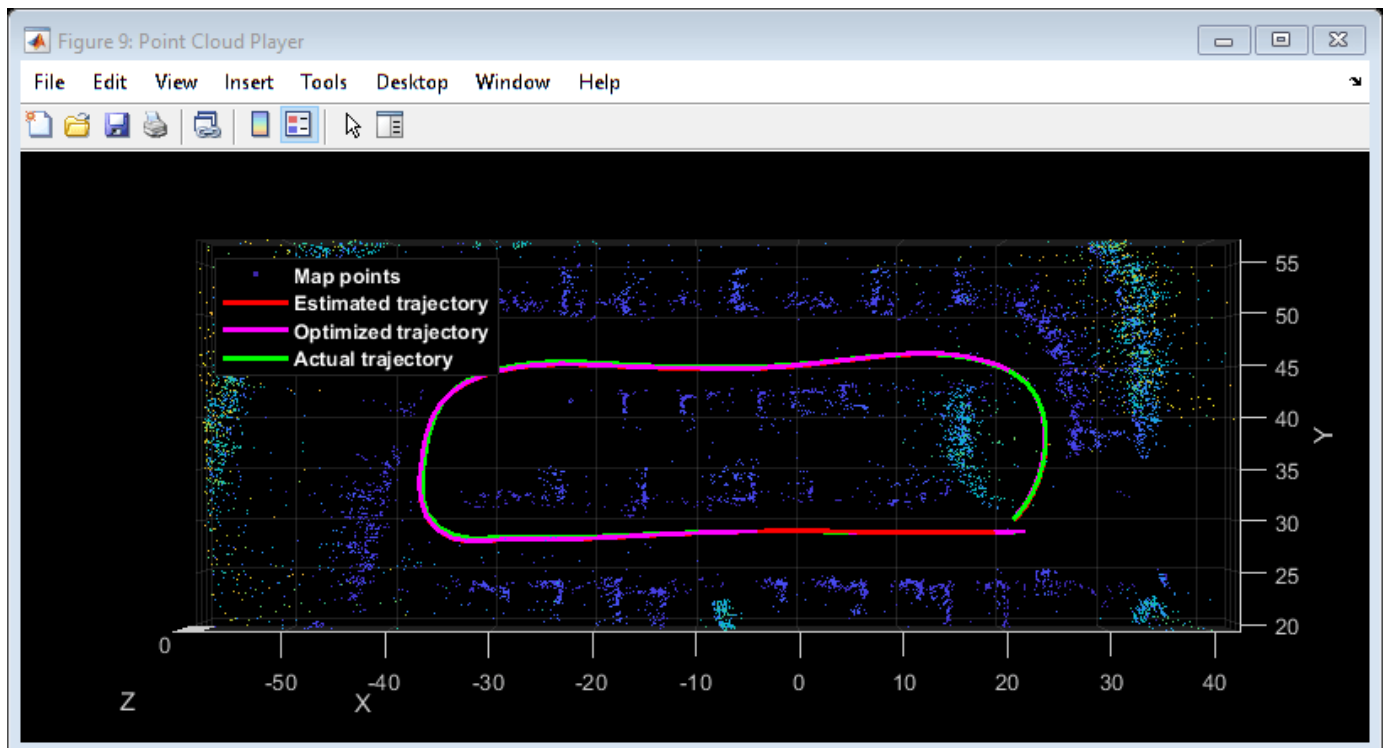 Figure 9: Point Cloud Player
File Edit View Insert Tools Desktop Window Help
Map points
Estimated trajectory
Optimized trajectory
Actual trajectory
55
50
45
40
35
30
25
20
Y
0
-50 -40 -30 -20 -10 0 10 20 30 40
Z X